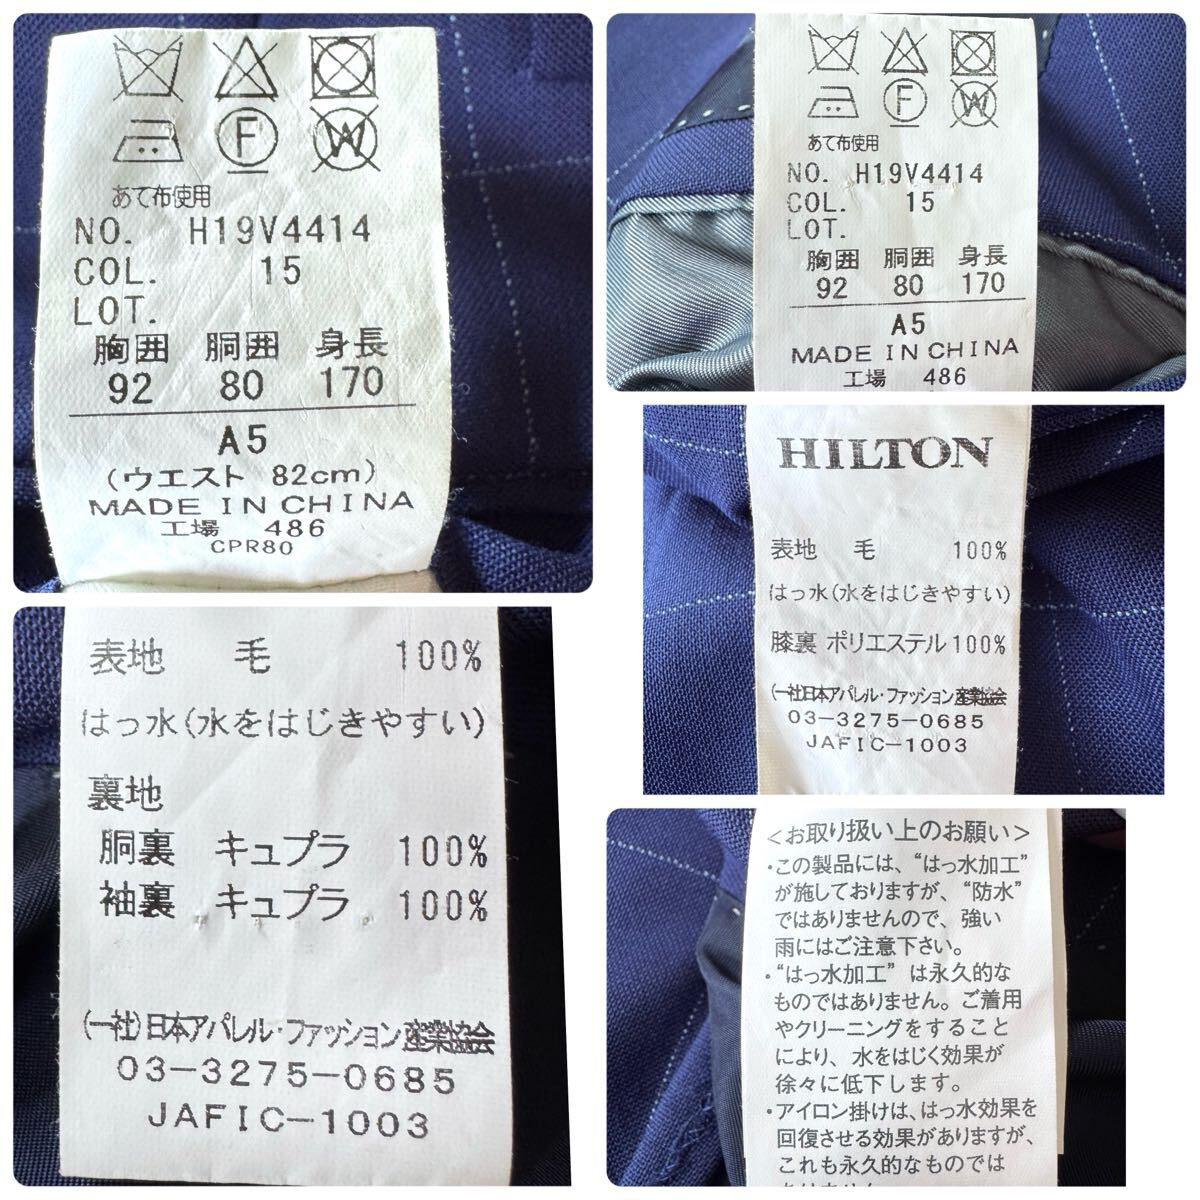 F
W
あて布使用
NO. H19V4414
COL. 15
LOT.
胸囲 胴囲 身長
92 80 170
A5
(ウエスト 82cm)
MADE IN CHINA
工場 486
CPR80
F
W
あて布使用
NO. H19V4414
COL. 15
LOT.
胸囲 胴囲 身長
92 80 170
A5
MADE IN CHINA
工場 486
HILTON
表地 毛 100%
はっ水(水をはじきやすい)
膝裏 ポリエステル100%
(一社)日本アパレル・ファッション産業協会
03-3275-0685
JAFIC-1003
表地 毛 100%
はっ水(水をはじきやすい)
裏地
胴裏 キュプラ 100%
袖裏 キュプラ 100%
(一社)日本アパレル・ファッション産業協会
03-3275-0685
JAFIC-1003
<お取り扱い上のお願い>
・この製品には、“はっ水加工”
が施しておりますが、“防水”
ではありませんので、強い
雨にはご注意下さい。
・“はっ水加工” は永久的な
ものではありません。ご着用
やクリーニングをすること
により、水をはじく効果が
徐々に低下します。
・アイロン掛けは、はっ水効果を
回復させる効果がありますが、
これも永久的なものでは